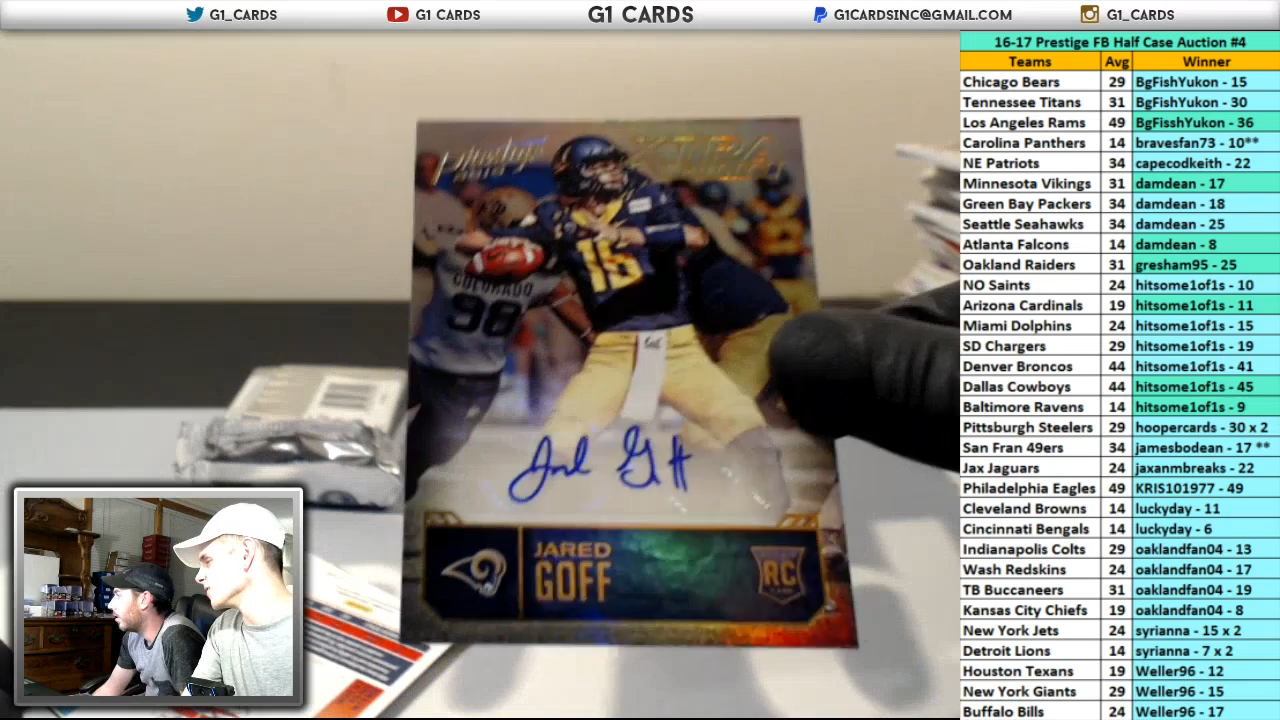 G1_CARDS
G1 CARDS
G1 CARDS
G1CARDSINC@GMAIL.COM
G1_CARDS
16-17 Prestige FB Half Case Auction #4
Teams Avg Winner
Chicago Bears 29 BgFishYukon - 15
Tennessee Titans 31 BgFishYukon - 30
Los Angeles Rams 49 BgFisshYukon - 36
Carolina Panthers 14 bravesfan73 - 10**
NE Patriots 34 capecodkeith - 22
Minnesota Vikings 31 damdean - 17
Green Bay Packers 34 damdean - 18
Seattle Seahawks 34 damdean - 25
Atlanta Falcons 14 damdean - 8
Oakland Raiders 31 gresham95 - 25
NO Saints 24 hitsome1of1s - 10
Arizona Cardinals 19 hitsome1of1s - 11
Miami Dolphins 24 hitsome1of1s - 15
SD Chargers 29 hitsome1of1s - 19
Denver Broncos 44 hitsome1of1s - 41
Dallas Cowboys 44 hitsome1of1s - 45
Baltimore Ravens 14 hitsome1of1s - 9
Pittsburgh Steelers 29 hoopercards - 30 x 2
San Fran 49ers 34 jamesbodean - 17 **
Jax Jaguars 24 jaxanmbreaks - 22
Philadelphia Eagles 49 KRIS101977 - 49
Cleveland Browns 14 luckyday - 11
Cincinnati Bengals 14 luckyday - 6
Indianapolis Colts 29 oaklandfan04 - 13
Wash Redskins 24 oaklandfan04 - 17
TB Buccaneers 31 oaklandfan04 - 19
Kansas City Chiefs 19 oaklandfan04 - 8
New York Jets 24 syrianna - 15 x 2
Detroit Lions 14 syrianna - 7 x 2
Houston Texans 19 Weller96 - 12
New York Giants 29 Weller96 - 15
Buffalo Bills 24 Weller96 - 17
Prestige
XTRA
16
COLORADO
98
Cal
JARED
GOFF
RC